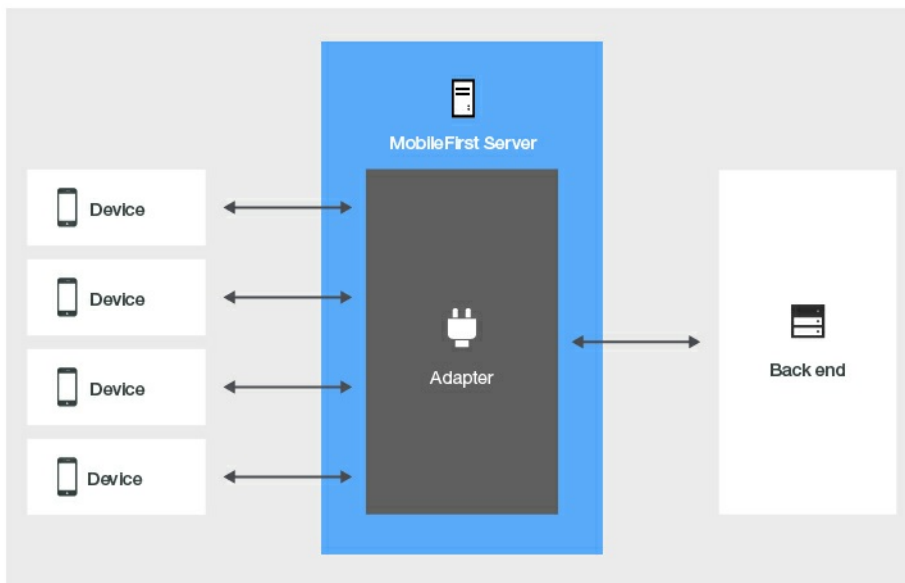 MobileFirst Server
Device
Device
Device
Device
Adapter
Back end